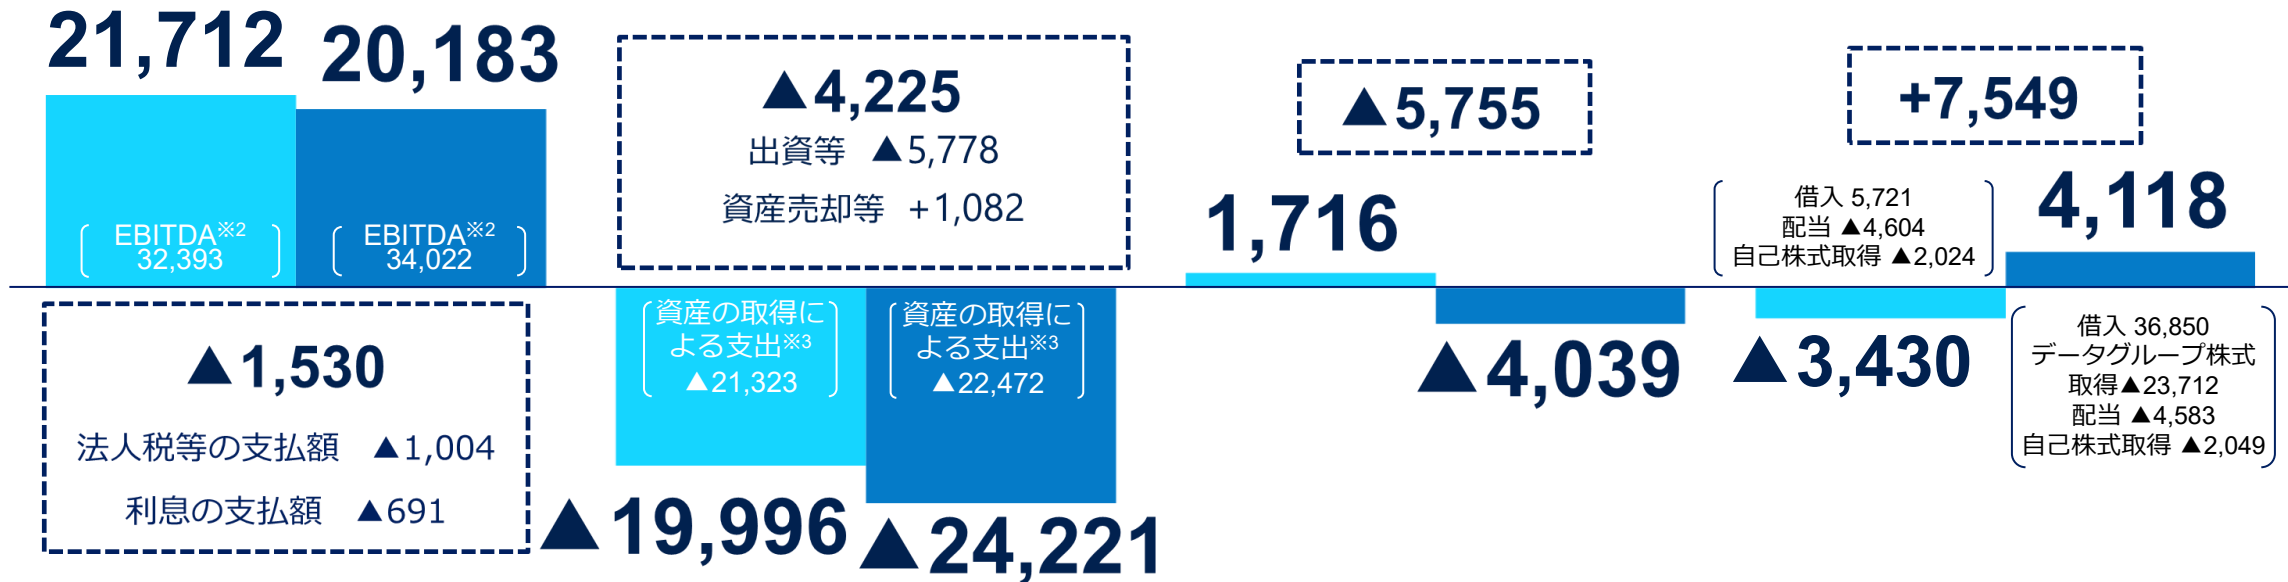 21,712
20,183
EBITDA※2
32,393
EBITDA※2
34,022
▲1,530
法人税等の支払額 ▲1,004
利息の支払額 ▲691
▲4,225
出資等 ▲5,778
資産売却等 +1,082
資産の取得に
よる支出※3
▲21,323
資産の取得に
よる支出※3
▲22,472
▲19,996
▲24,221
▲5,755
1,716
▲4,039
+7,549
借入 5,721
配当 ▲4,604
自己株式取得 ▲2,024
4,118
▲3,430
借入 36,850
データグループ株式
取得▲23,712
配当 ▲4,583
自己株式取得 ▲2,049